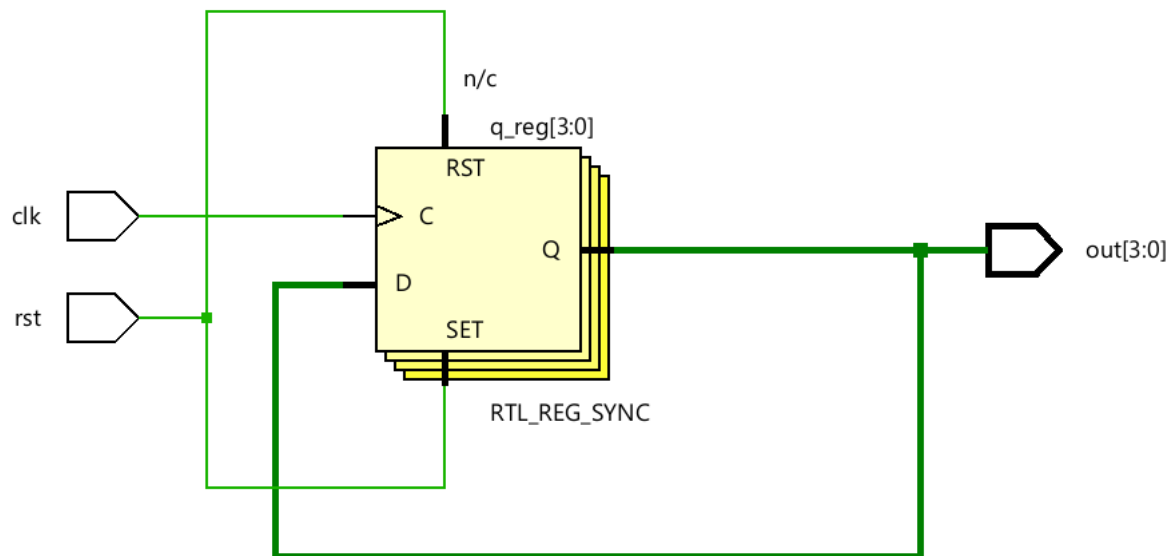 n/c
q_reg[3:0]
RST
clk
C
Q
out[3:0]
D
rst
SET
RTL_REG_SYNC